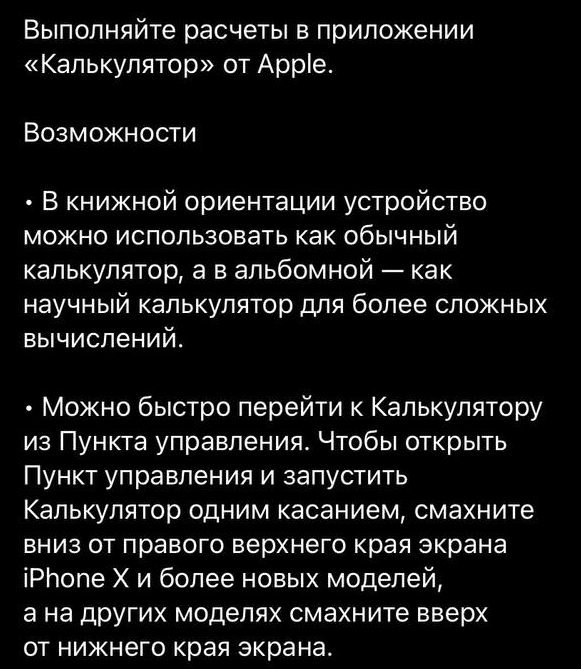 Выполняйте расчеты в приложении
«Калькулятор» от Apple.
Возможности
• В книжной ориентации устройство
можно использовать как обычный
калькулятор, а в альбомной — как
научный калькулятор для более сложных
вычислений.
• Можно быстро перейти к Калькулятору
из Пункта управления. Чтобы открыть
Пункт управления и запустить
Калькулятор одним касанием, смахните
вниз от правого верхнего края экрана
iPhone X и более новых моделей,
а на других моделях смахните вверх
от нижнего края экрана.